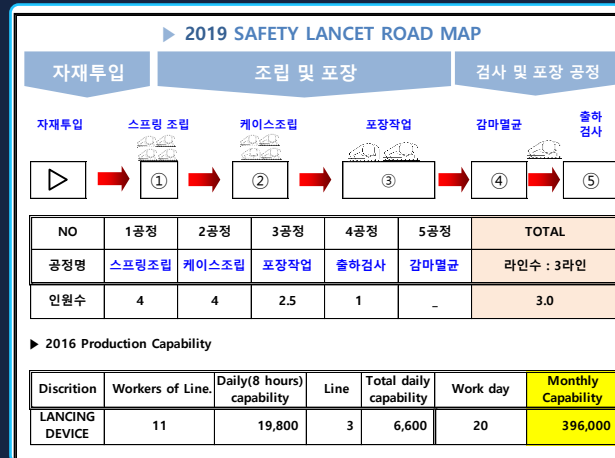 ▶ 2019 SAFETY LANCET ROAD MAP
자재투입 조립 및 포장 검사 및 포장 공정
자재투입 스프링 조립 케이스조립 포장작업 감마멸균 출하
검사
① ② ③ ④ ⑤
NO 1공정 2공정 3공정 4공정 5공정 TOTAL
공정명 스프링조립 케이스조립 포장작업 출하검사 감마멸균 라인수 : 3라인
인원수 4 4 2.5 1 _ 3.0
▶ 2016 Production Capability
Discrition Workers of Line. Daily(8 hours) capability Line Total daily capability Work day Monthly Capability
LANCING DEVICE 11 19,800 3 6,600 20 396,000